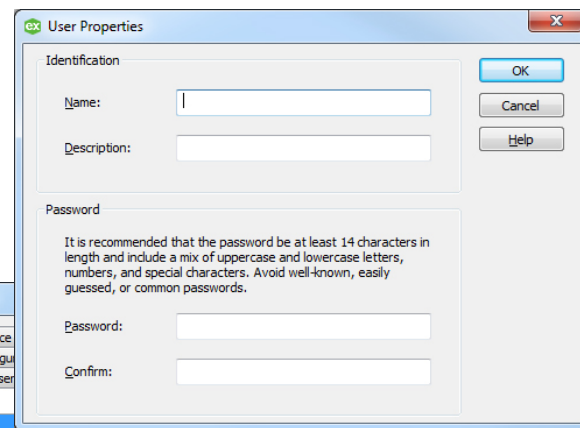 ex User Properties
Identification
Name:
Description:
OK
Cancel
Help
Password
It is recommended that the password be at least 14 characters in
length and include a mix of uppercase and lowercase letters,
numbers, and special characters. Avoid well-known, easily
guessed, or common passwords.
Password:
Confirm: